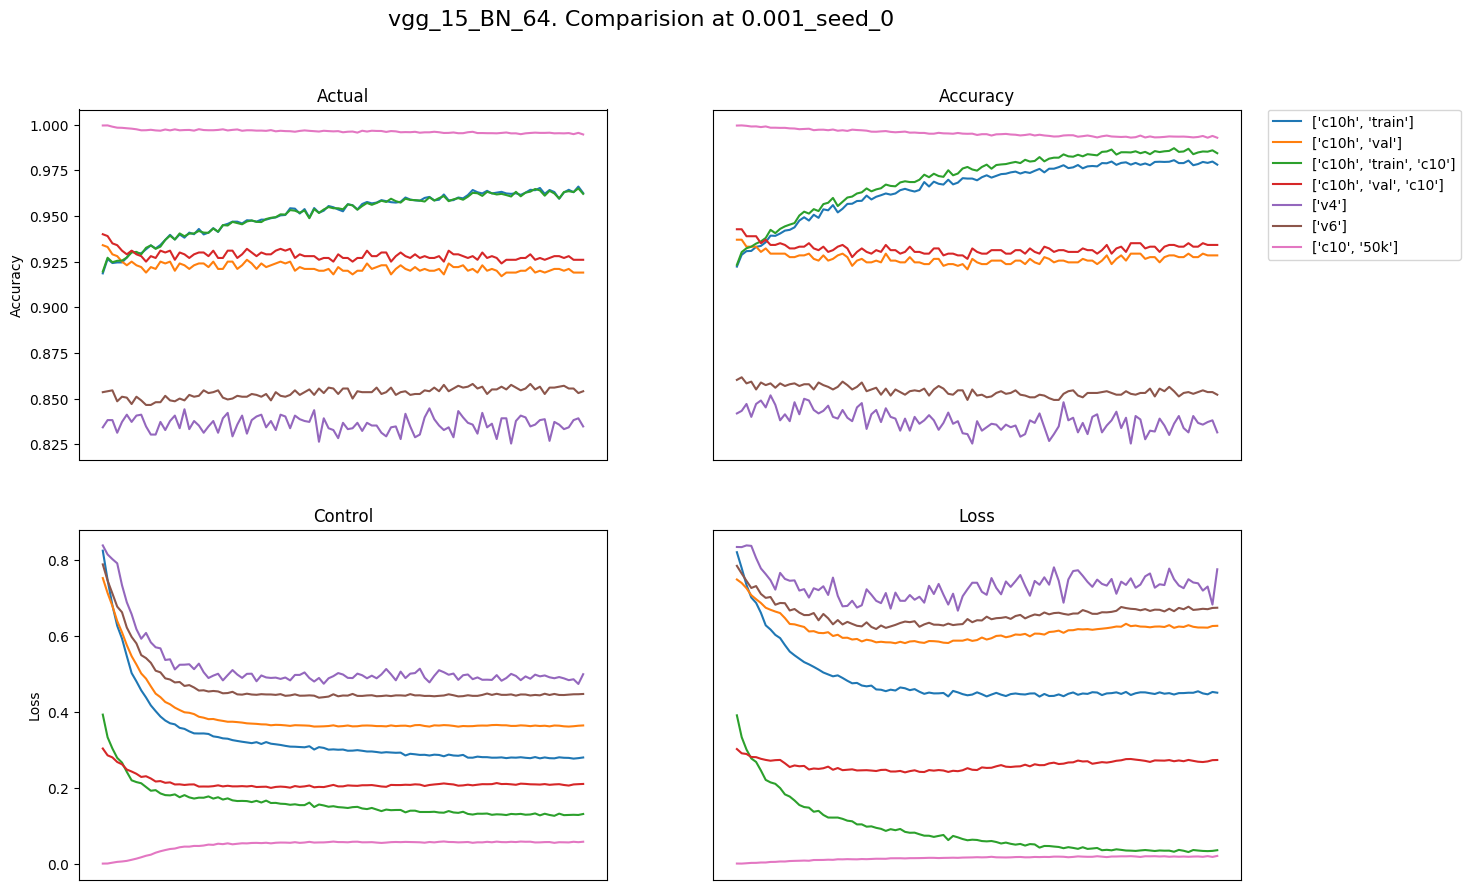 vgg_15_BN_64. Comparision at 0.001_seed_0
Actual
Accuracy
1.000
0.975
0.950
0.925
0.900
0.875
0.850
0.825
Accuracy
['c10h', 'train']
['c10h', 'val']
['c10h', 'train', 'c10']
['c10h', 'val', 'c10']
['v4']
['v6']
['c10', '50k']
Control
Loss
0.8
0.6
0.4
0.2
0.0
Loss